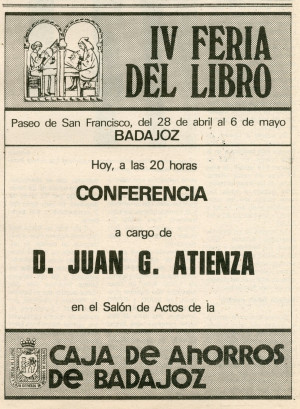 IV FERIA
DEL LIBRO
Paseo de San Francisco, del 28 de abril al 6 de mayo
BADAJOZ
Hoy, a las 20 horas
CONFERENCIA
a cargo de
D. JUAN G. ATIENZA
en el Salón de Actos de la
CAJA DE AHORROS
DE BADAJOZ